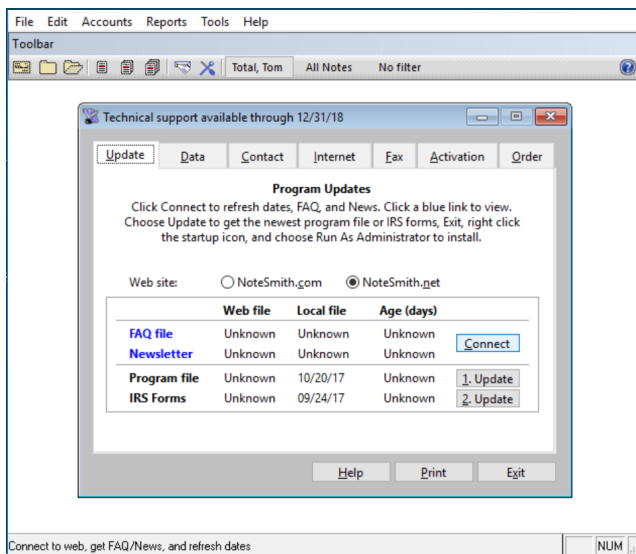 File Edit Accounts Reports Tools Help
Toolbar
Total, Tom All Notes No filter
Technical support available through 12/31/18
Update Data Contact Internet Fax Activation Order
Program Updates
Click Connect to refresh dates, FAQ, and News. Click a blue link to view.
Choose Update to get the newest program file or IRS forms, Exit, right click
the startup icon, and choose Run As Administrator to install.
Web site: NoteSmith.com NoteSmith.net
Web file Local file Age (days)
FAQ file Unknown Unknown Unknown
Connect
Newsletter Unknown Unknown Unknown
Program file Unknown 10/20/17 Unknown 1. Update
IRS Forms Unknown 09/24/17 Unknown 2. Update
Help Print Exit
Connect to web, get FAQ/News, and refresh dates NUM